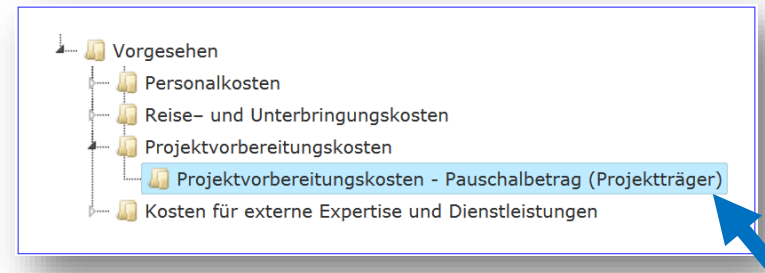 Vorgesehen
Personalkosten
Reise– und Unterbringungskosten
Projektvorbereitungskosten
Projektvorbereitungskosten - Pauschalbetrag (Projektträger)
Kosten für externe Expertise und Dienstleistungen